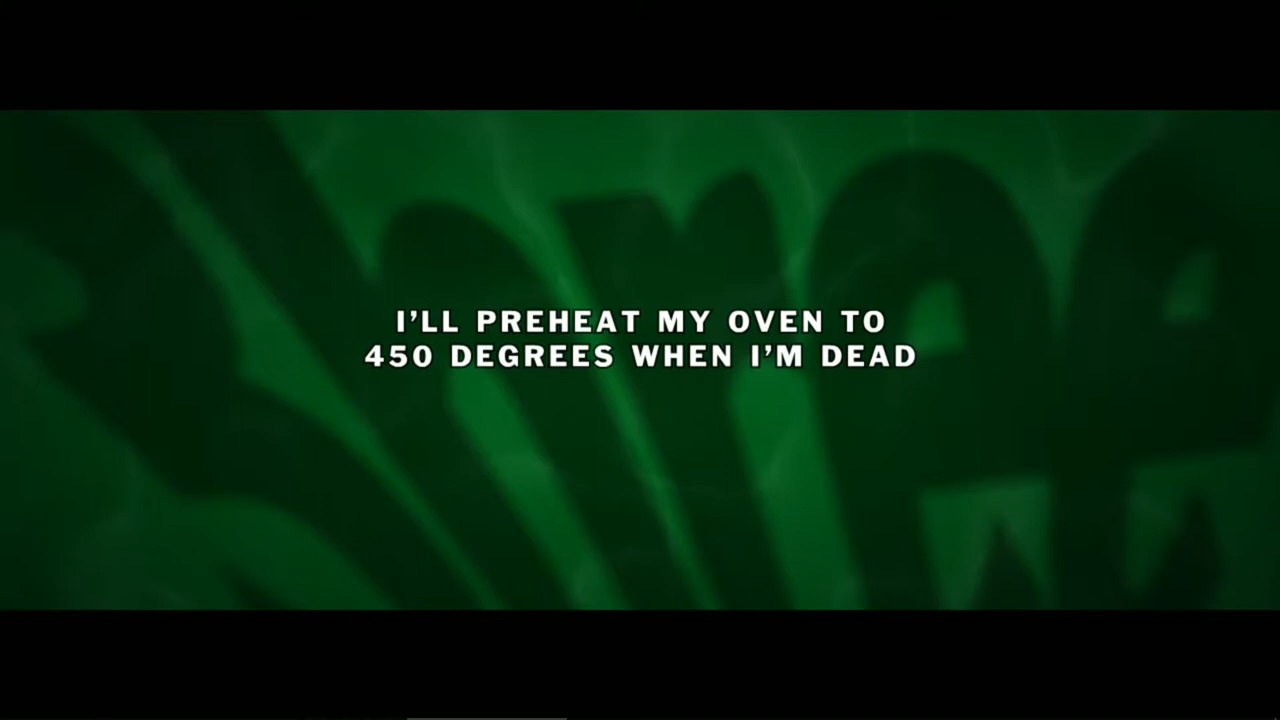 I’LL PREHEAT MY OVEN TO
450 DEGREES WHEN I’M DEAD